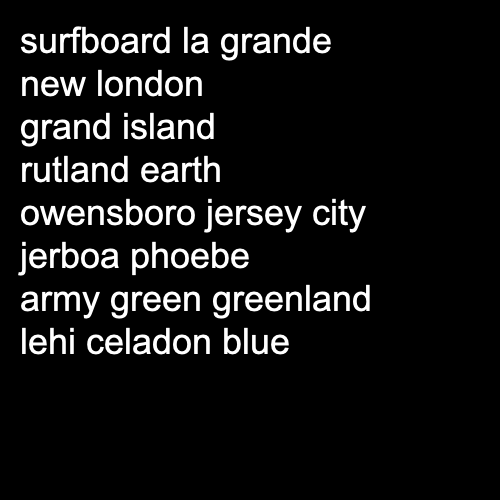 surfboard la grande
new london
grand island
rutland earth
owensboro jersey city
jerboa phoebe
army green greenland
lehi celadon blue